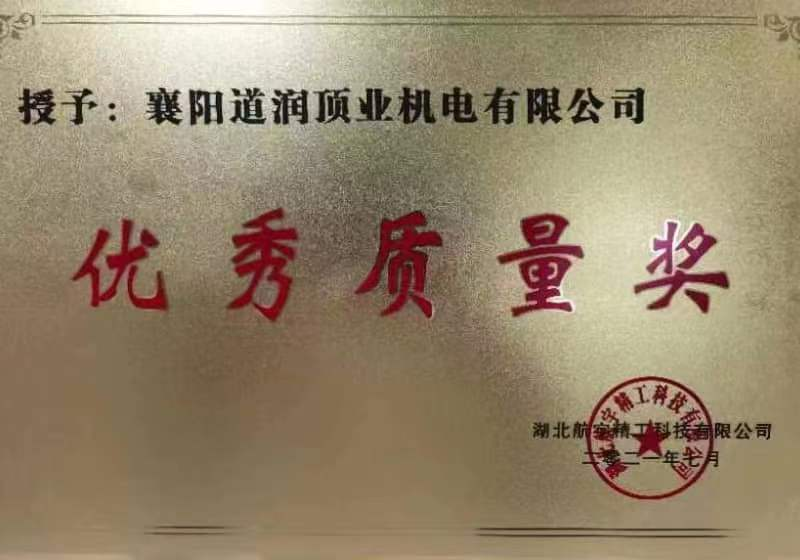 授予：襄阳道润顶业机电有限公司
优秀质量奖
湖北航宇精工科技有限公司
二零二一年七月